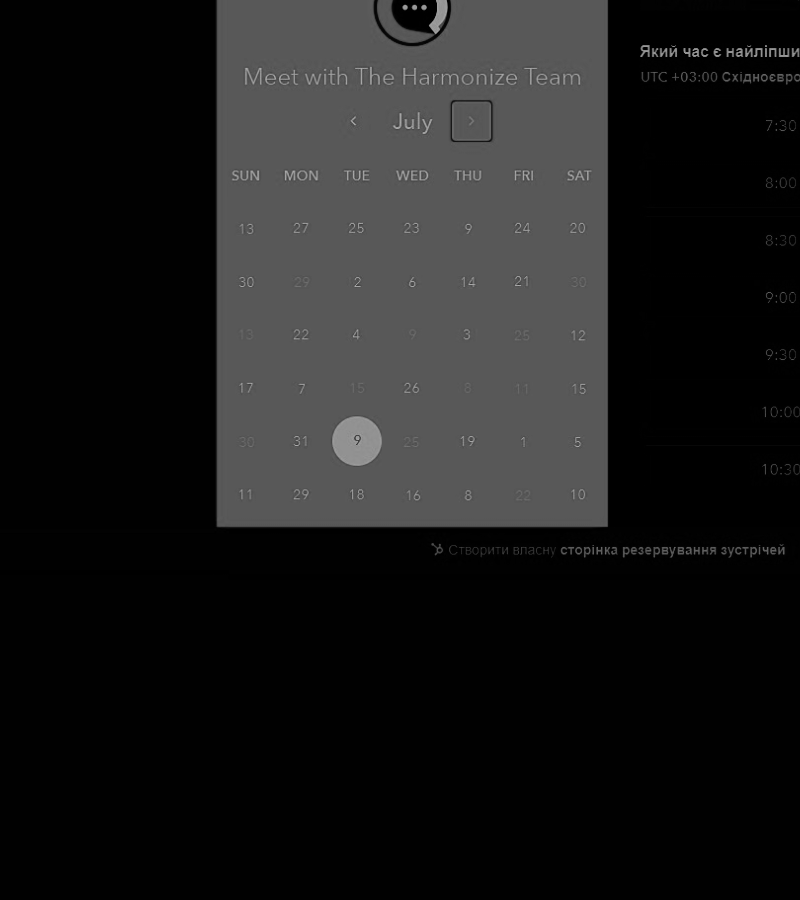 Meet with The Harmonize Team
July
SUN MON TUE WED THU FRI SAT
13 27 25 23 9 24 20
30 29 2 6 14 21 30
13 22 4 9 3 25 12
17 7 15 26 8 11 15
30 31 9 25 19 1 5
11 29 18 16 8 22 10
Який час є найліпши
UTC +03:00 Східноєвро
7:30
8:00
8:30
9:00
9:30
10:00
10:30
Створити власну сторінка резервування зустрічей